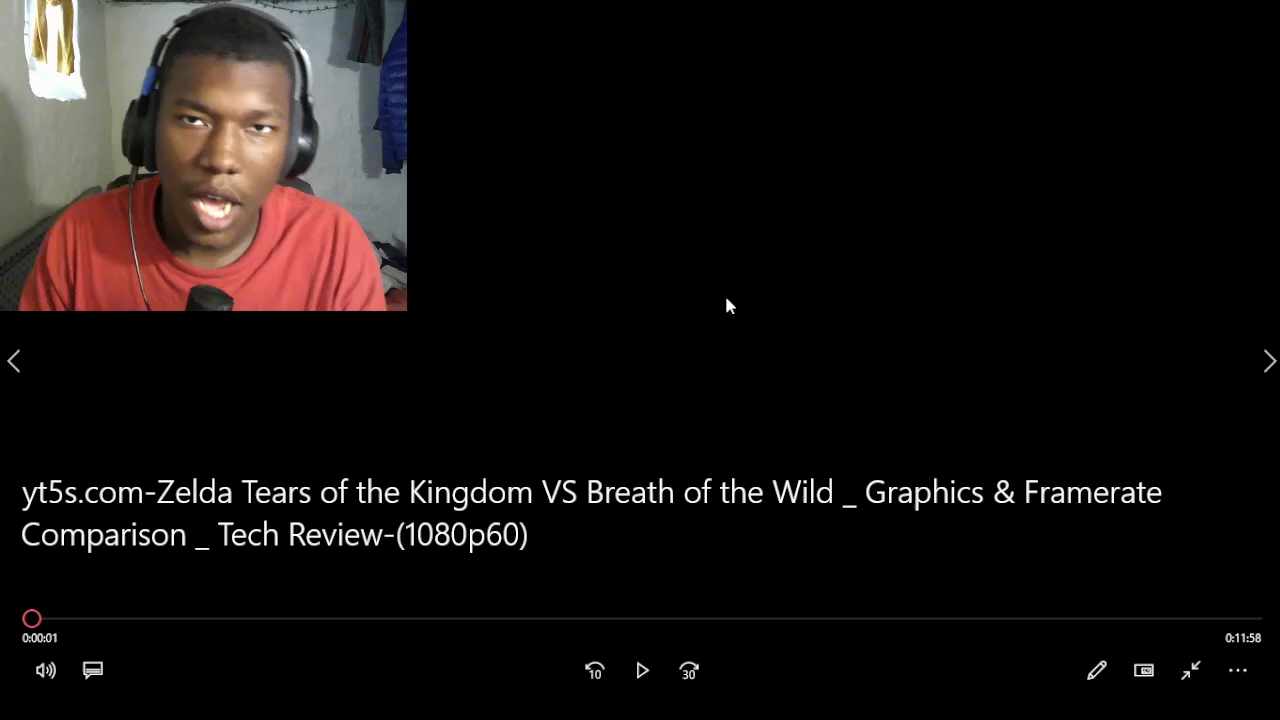 yt5s.com-Zelda Tears of the Kingdom VS Breath of the Wild _ Graphics & Framerate
Comparison _ Tech Review-(1080p60)
0:00:01
0:11:58
10
30